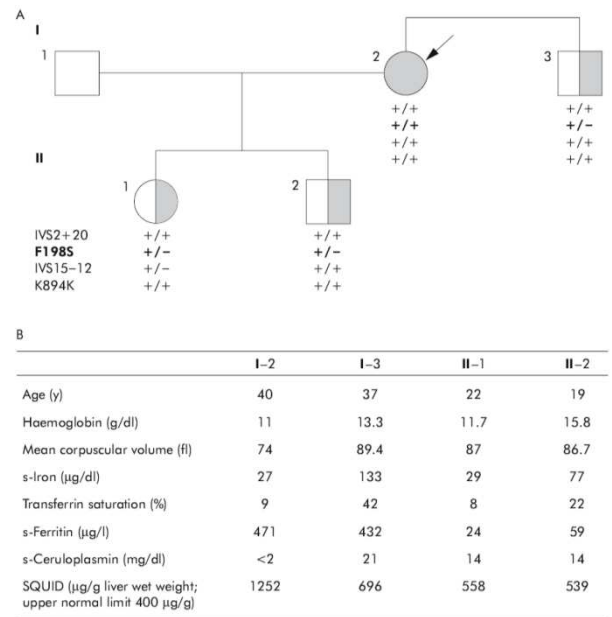 A
I
1
2
3
+/+ +/+
+/+ +/-
+/+ +/+
+/+ +/+
II
1
2
IVS2+20 +/+ +/+
F198S +/- +/-
IVS15-12 +/- +/+
K894K +/+ +/+
B
I-2 I-3 II-1 II-2
Age (y) 40 37 22 19
Haemoglobin (g/dl) 11 13.3 11.7 15.8
Mean corpuscular volume (fl) 74 89.4 87 86.7
s-Iron (µg/dl) 27 133 29 77
Transferrin saturation (%) 9 42 8 22
s-Ferritin (µg/l) 471 432 24 59
s-Ceruloplasmin (mg/dl) <2 21 14 14
SQUID (µg/g liver wet weight; 1252 696 558 539
upper normal limit 400 µg/g)